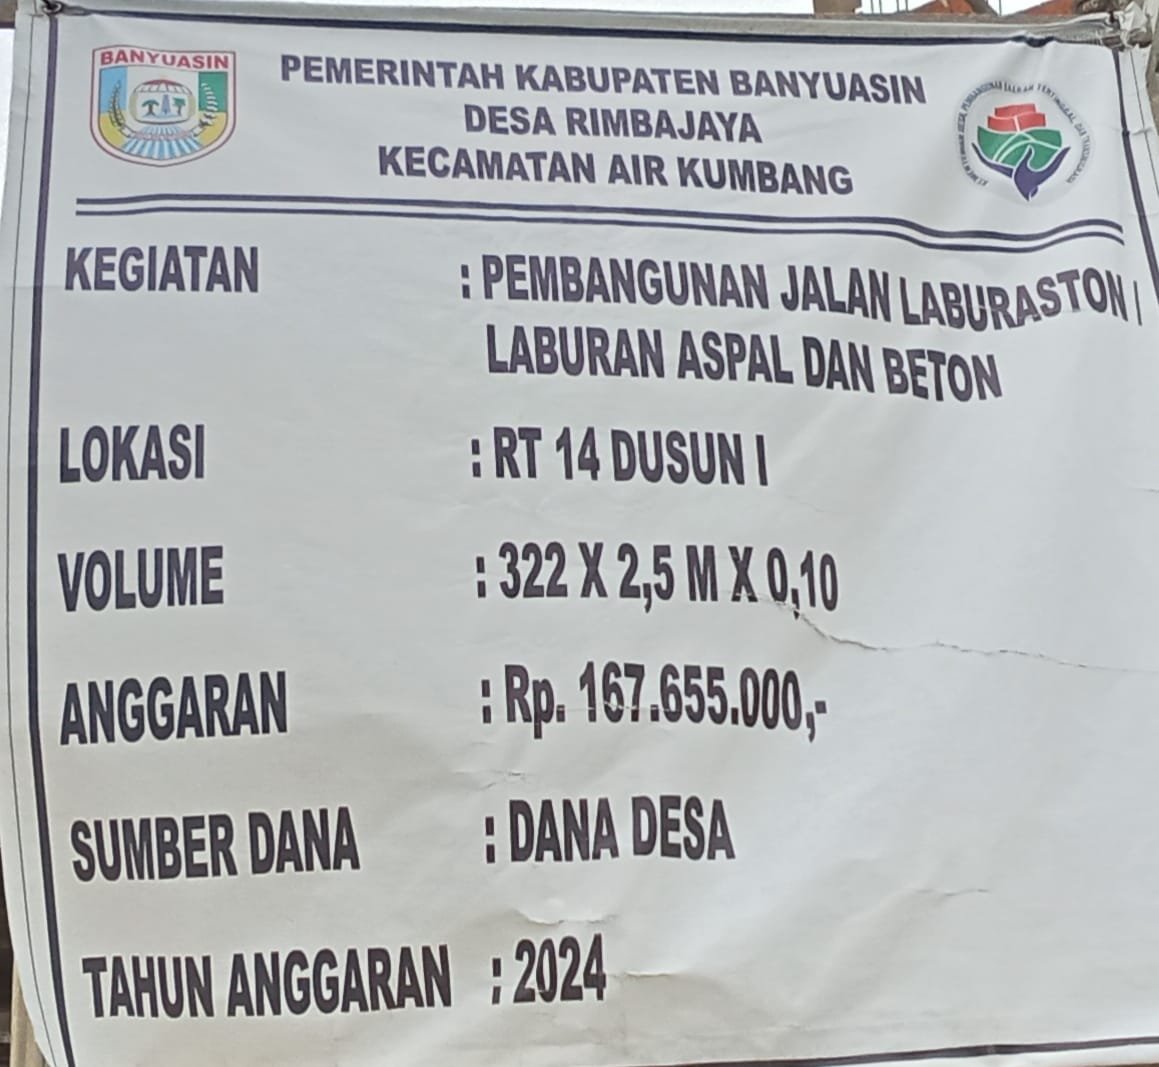 BANYUASIN
PEMERINTAH KABUPATEN BANYUASIN
DESA RIMBAJAYA
KECAMATAN AIR KUMBANG
KEGIATAN : PEMBANGUNAN JALAN LABURASTON /
LABURAN ASPAL DAN BETON
LOKASI : RT 14 DUSUN I
VOLUME : 322 X 2,5 M X 0,10
ANGGARAN : Rp. 167.655.000,-
SUMBER DANA : DANA DESA
TAHUN ANGGARAN : 2024